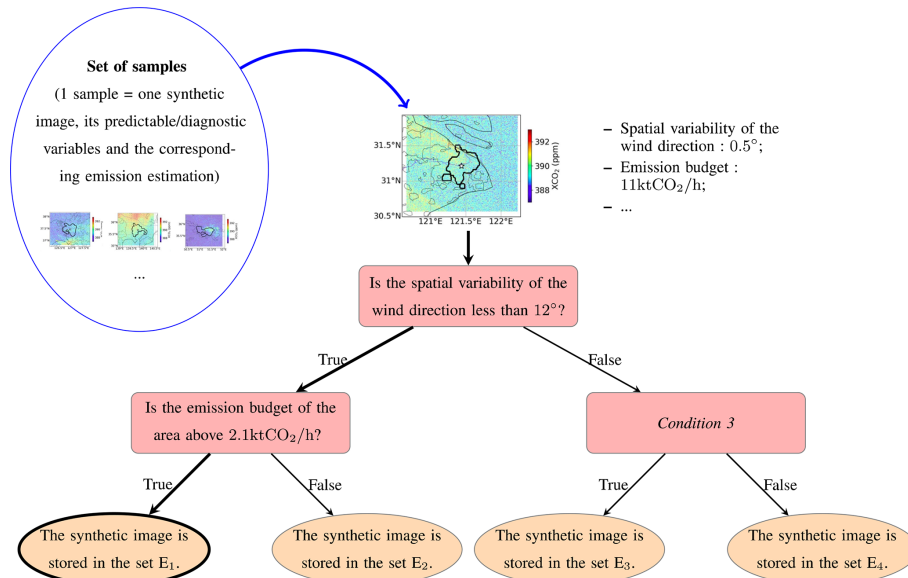 Set of samples
(1 sample = one synthetic
image, its predictable/diagnostic
variables and the correspond-
ing emission estimation)
...
31.5°N
31°N
30.5°N
121°E 121.5°E 122°E
392
390
388
XCO₂ (ppm)
– Spatial variability of the
wind direction : 0.5°;
– Emission budget :
11ktCO₂/h;
– ...
Is the spatial variability of the
wind direction less than 12°?
True
False
Is the emission budget of the
area above 2.1ktCO₂/h?
Condition 3
True
False
True
False
The synthetic image is
stored in the set E₁.
The synthetic image is
stored in the set E₂.
The synthetic image is
stored in the set E₃.
The synthetic image is
stored in the set E₄.